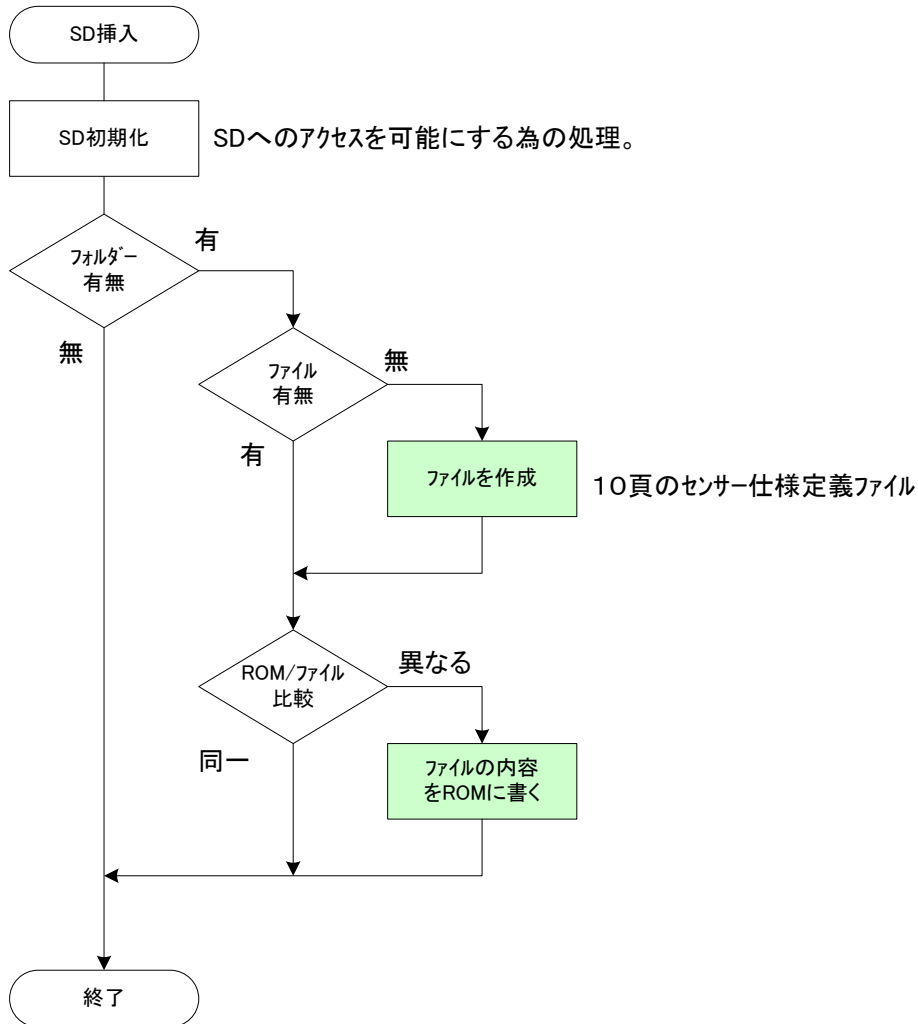 SD挿入
SD初期化
SDへのｱｸｾｽを可能にする為の処理。
ﾌｫﾙﾀﾞｰ
有無
有
無
ﾌｧｲﾙ
有無
無
有
ﾌｧｲﾙを作成
１０頁のｾﾝｻｰ仕様定義ﾌｧｲﾙ
ROM/ﾌｧｲﾙ
比較
異なる
同一
ﾌｧｲﾙの内容
をROMに書く
終了